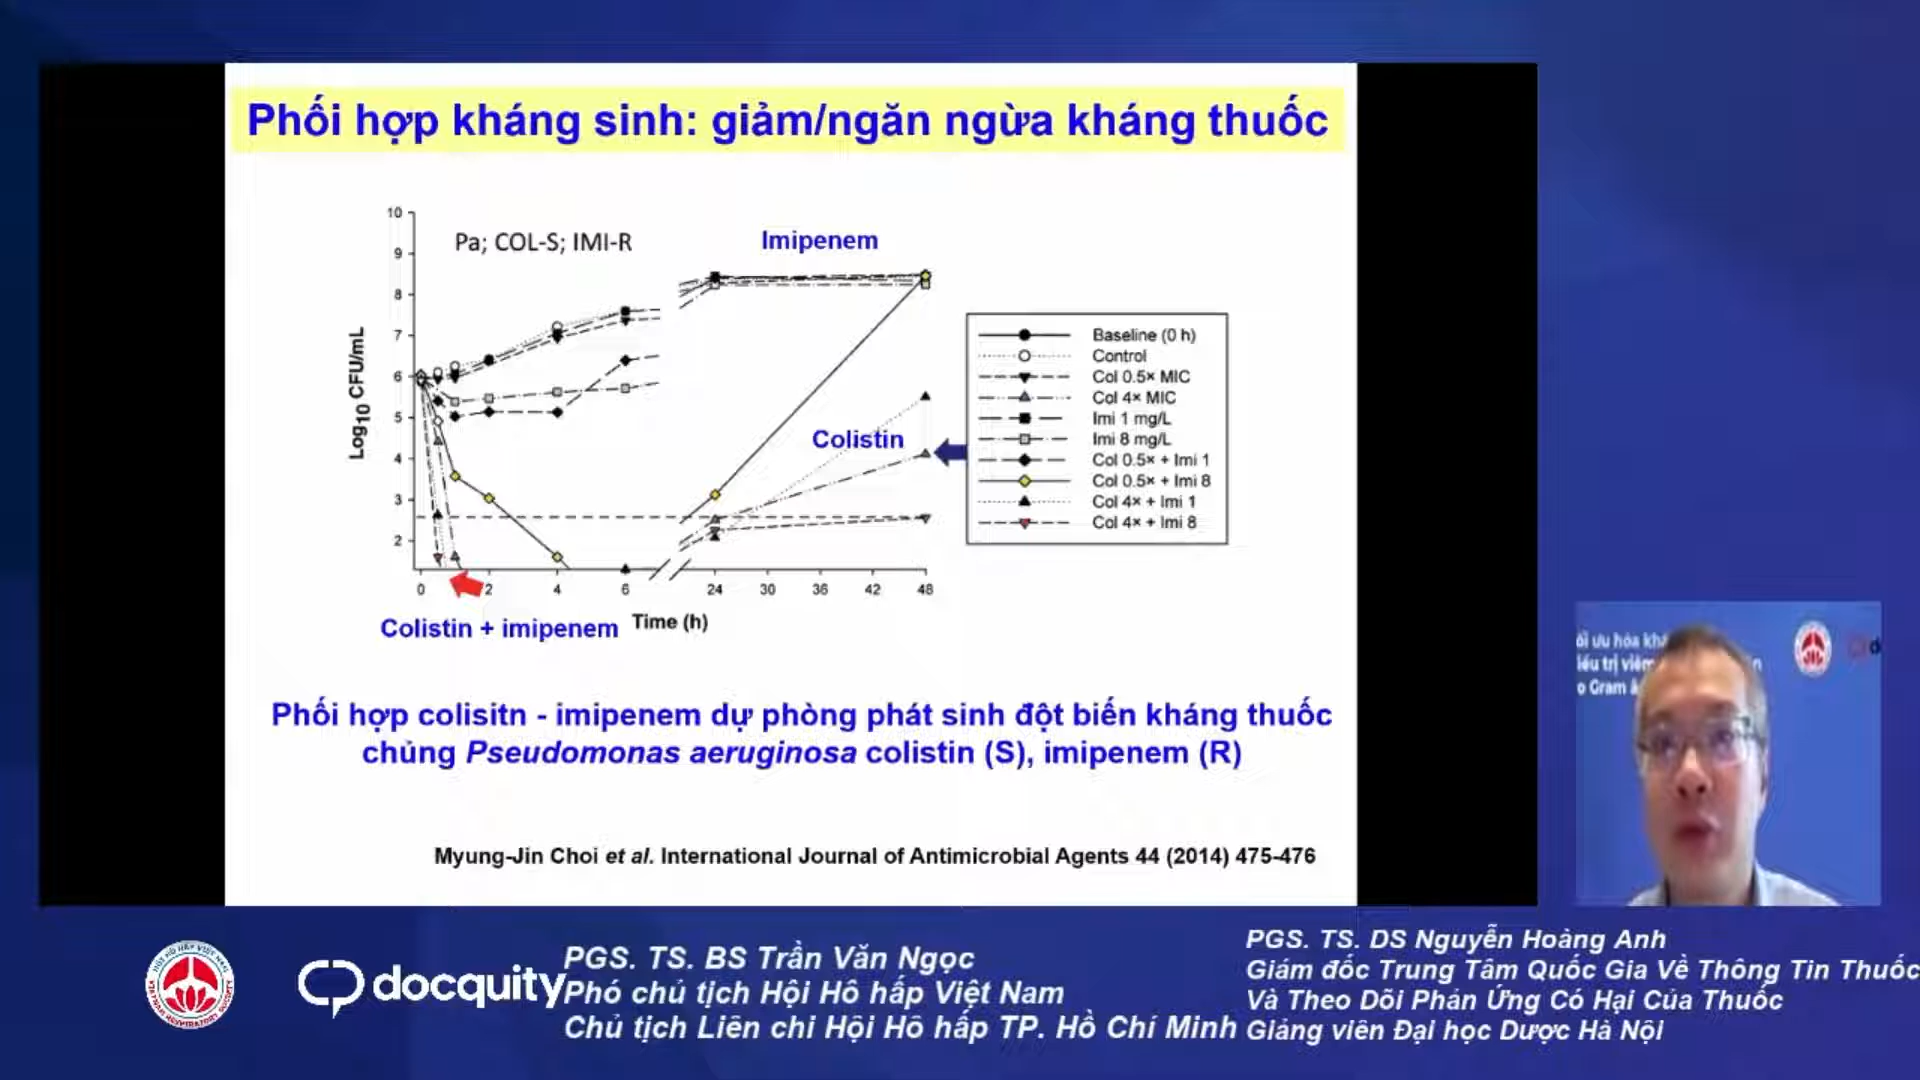 Phối hợp kháng sinh: giảm/ngăn ngừa kháng thuốc
Pa; COL-S; IMI-R
Imipenem
Colistin
Log10 CFU/mL
10
9
8
7
6
5
4
3
2
0
2
4
6
24
30
36
42
48
Time (h)
Colistin + imipenem
Baseline (0 h)
Control
Col 0.5× MIC
Col 4× MIC
Imi 1 mg/L
Imi 8 mg/L
Col 0.5× + Imi 1
Col 0.5× + Imi 8
Col 4× + Imi 1
Col 4× + Imi 8
Phối hợp colisitn - imipenem dự phòng phát sinh đột biến kháng thuốc
chủng Pseudomonas aeruginosa colistin (S), imipenem (R)
Myung-Jin Choi et al. International Journal of Antimicrobial Agents 44 (2014) 475-476
ối ưu hóa
iều trị
o Gram
docquity
PGS. TS. BS Trần Văn Ngọc
Phó chủ tịch Hội Hô hấp Việt Nam
Chủ tịch Liên chi Hội Hô hấp TP. Hồ Chí Minh
PGS. TS. DS Nguyễn Hoàng Anh
Giám đốc Trung Tâm Quốc Gia Về Thông Tin Thuốc
Và Theo Dõi Phản Ứng Có Hại Của Thuốc
Giảng viên Đại học Dược Hà Nội